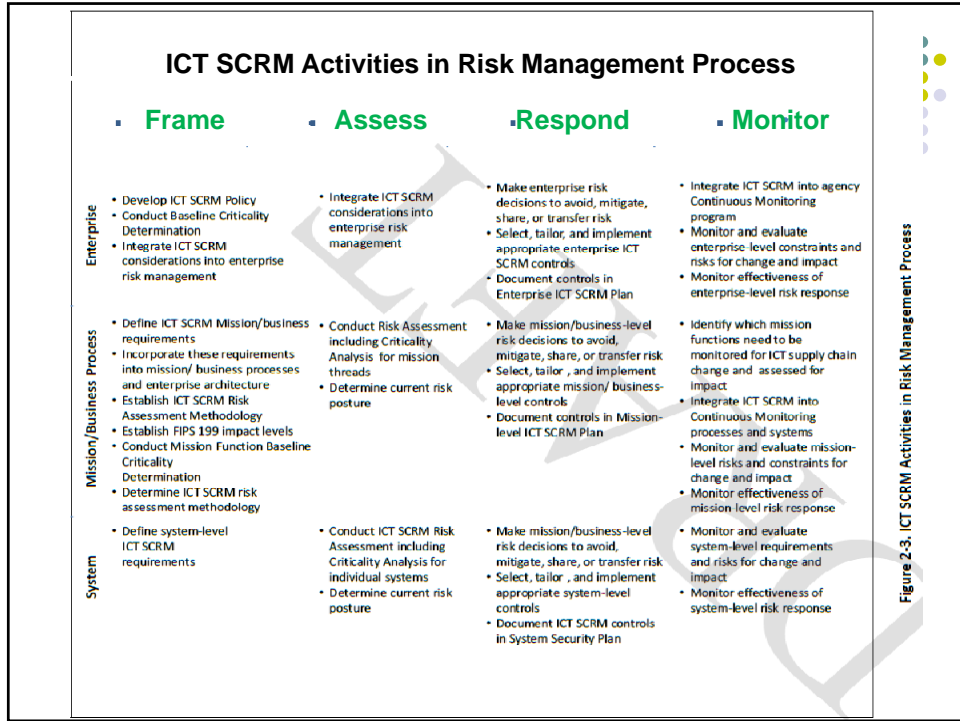 ICT SCRM Activities in Risk Management Process
▪ Frame
▪ Assess
▪ Respond
▪ Monitor
Enterprise
• Develop ICT SCRM Policy
• Conduct Baseline Criticality
Determination
• Integrate ICT SCRM
considerations into enterprise
risk management
• Integrate ICT SCRM
considerations into
enterprise risk
management
• Make enterprise risk
decisions to avoid, mitigate,
share, or transfer risk
• Select, tailor, and implement
appropriate enterprise ICT
SCRM controls
• Document controls in
Enterprise ICT SCRM Plan
• Integrate ICT SCRM into agency
Continuous Monitoring
program
• Monitor and evaluate
enterprise-level constraints and
risks for change and impact
• Monitor effectiveness of
enterprise-level risk response
Mission/Business Process
• Define ICT SCRM Mission/business
requirements
• Incorporate these requirements
into mission/ business processes
and enterprise architecture
• Establish ICT SCRM Risk
Assessment Methodology
• Establish FIPS 199 impact levels
• Conduct Mission Function Baseline
Criticality
Determination
• Determine ICT SCRM risk
assessment methodology
• Conduct Risk Assessment
including Criticality
Analysis for mission
threads
• Determine current risk
posture
• Make mission/business-level
risk decisions to avoid,
mitigate, share, or transfer risk
• Select, tailor , and implement
appropriate mission/ business-
level controls
• Document controls in Mission-
level ICT SCRM Plan
• Identify which mission
functions need to be
monitored for ICT supply chain
change and assessed for
impact
• Integrate ICT SCRM into
Continuous Monitoring
processes and systems
• Monitor and evaluate mission-
level risks and constraints for
change and impact
• Monitor effectiveness of
mission-level risk response
System
• Define system-level
ICT SCRM
requirements
• Conduct ICT SCRM Risk
Assessment including
Criticality Analysis for
individual systems
• Determine current risk
posture
• Make mission/business-level
risk decisions to avoid,
mitigate, share, or transfer risk
• Select, tailor , and implement
appropriate system-level
controls
• Document ICT SCRM controls
in System Security Plan
• Monitor and evaluate
system-level requirements
and risks for change and
impact
• Monitor effectiveness of
system-level risk response
Figure 2-3. ICT SCRM Activities in Risk Management Process
DRAFT